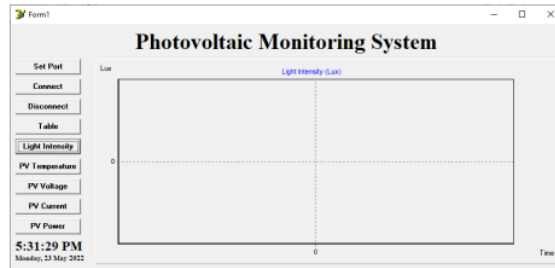 Form1
Photovoltaic Monitoring System
Set Port
Connect
Disconnect
Table
Light Intensity
PV Temperature
PV Voltage
PV Current
PV Power
5:31:29 PM
Monday, 23 May 2022
Lux
Light Intensity (Lux)
0
0
Time